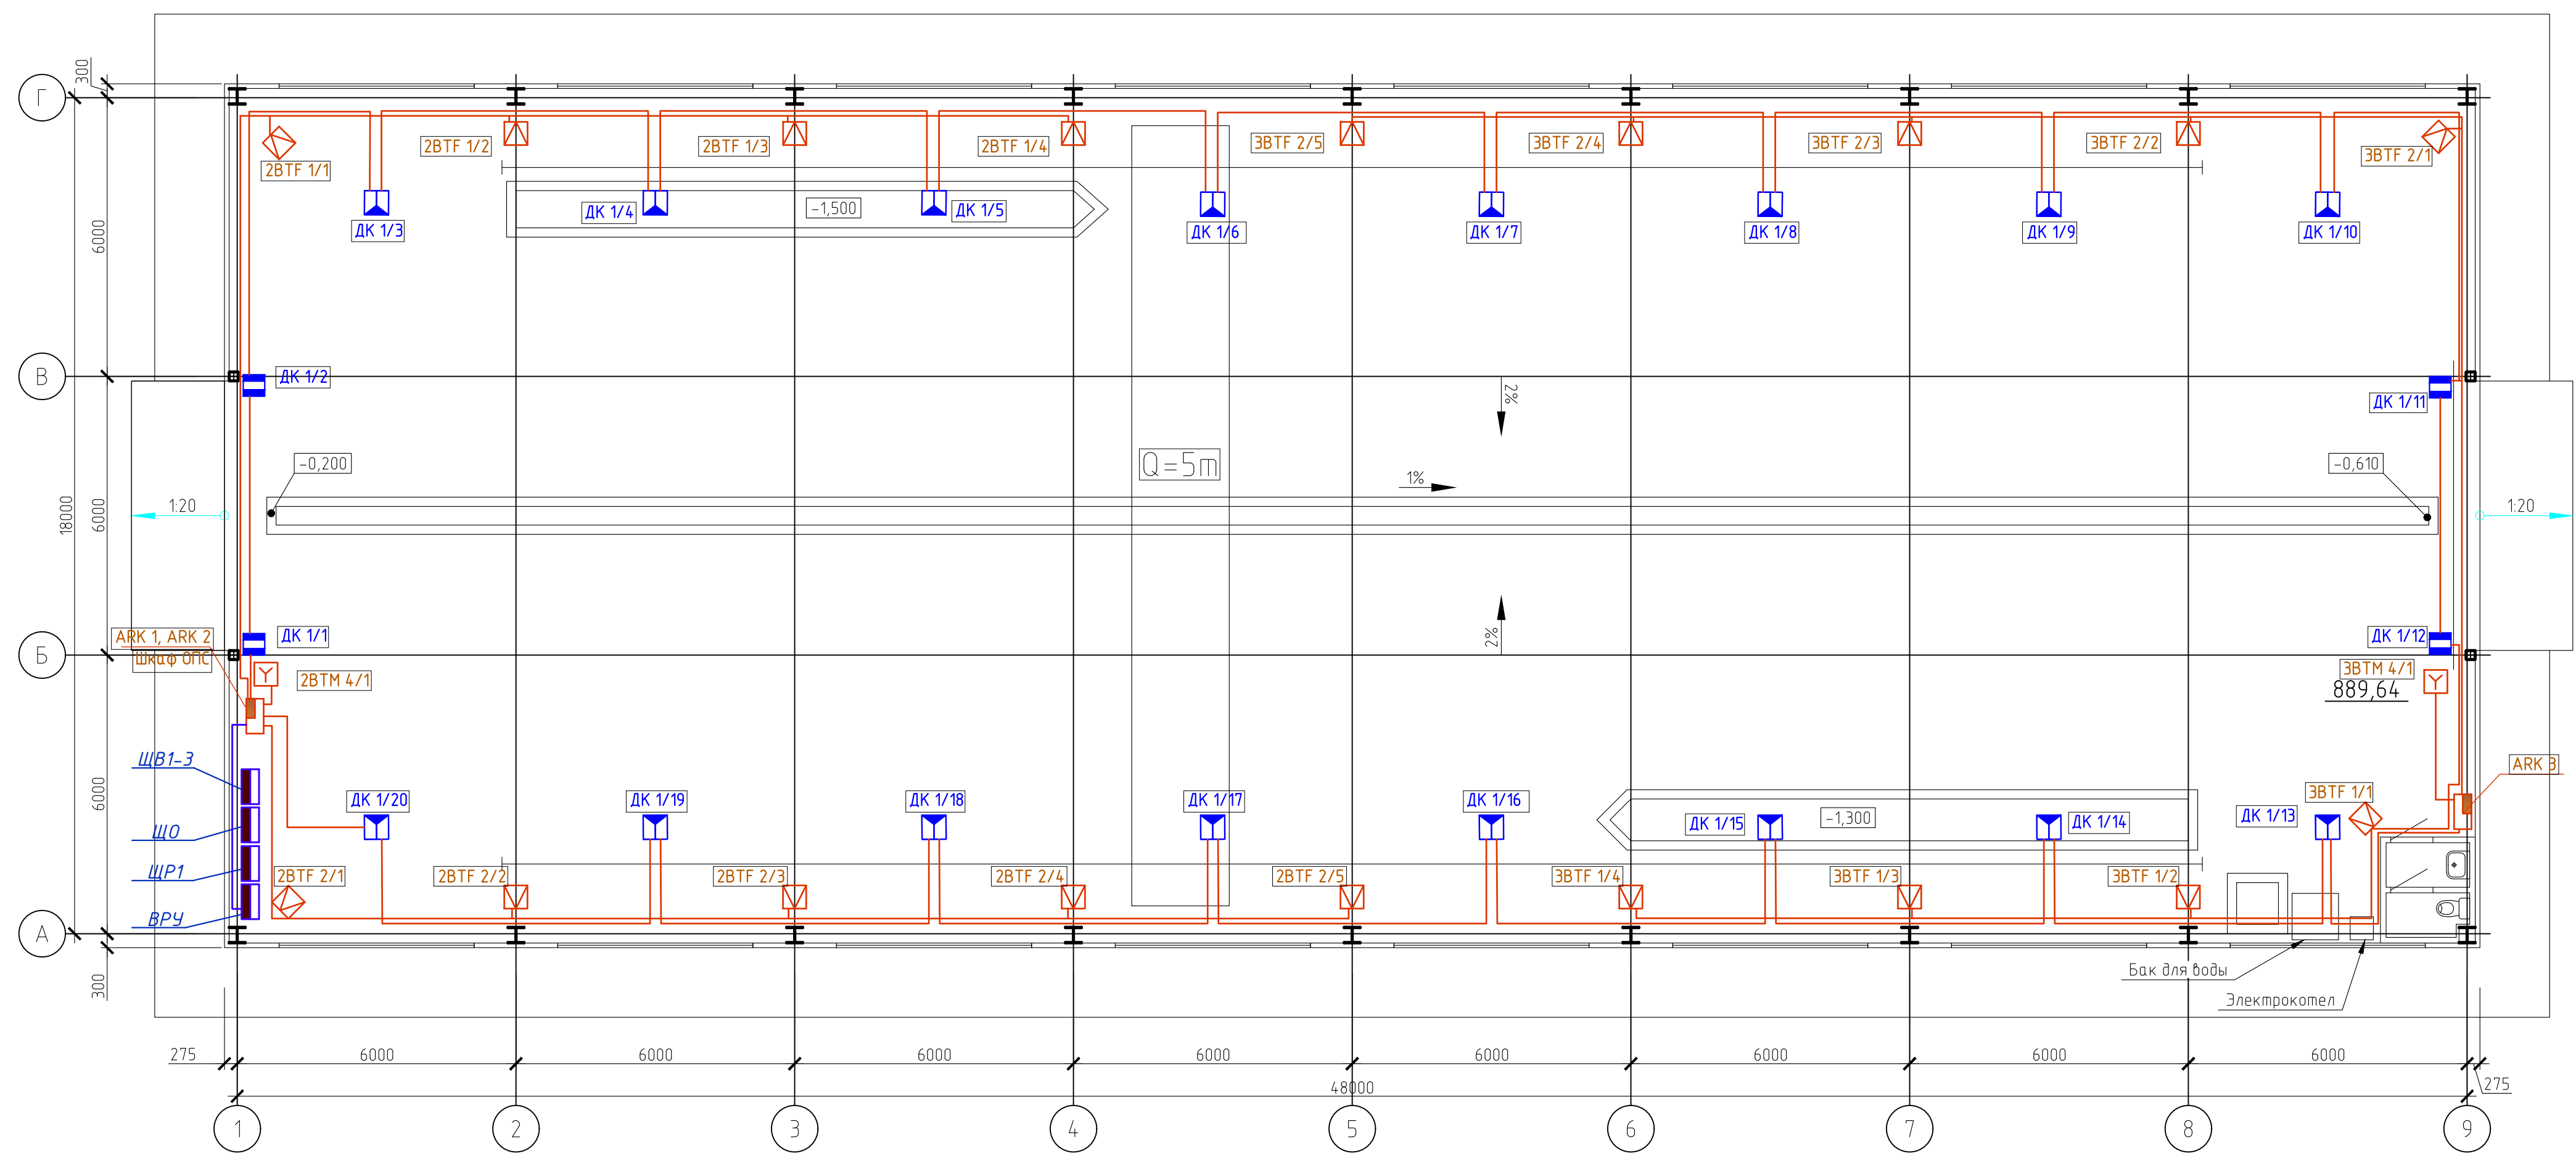 300
Г
2BTF 1/1
2BTF 1/2
2BTF 1/3
2BTF 1/4
3BTF 2/5
3BTF 2/4
3BTF 2/3
3BTF 2/2
3BTF 2/1
ДК 1/3
ДК 1/4
-1,500
ДК 1/5
ДК 1/6
ДК 1/7
ДК 1/8
ДК 1/9
ДК 1/10
6000
В
ДК 1/2
2%
ДК 1/11
-0,200
Q=5т
1%
-0,610
18000
6000
1:20
1:20
ARK 1, ARK 2
Шкаф ОПС
ДК 1/1
2%
ДК 1/12
Б
2BTM 4/1
3BTM 4/1
889,64
ЩВ1-3
ARK 3
6000
ДК 1/20
ДК 1/19
ДК 1/18
ДК 1/17
ДК 1/16
ДК 1/15
-1,300
ДК 1/14
ДК 1/13
3BTF 1/1
ЩО
ЩР1
2BTF 2/1
2BTF 2/2
2BTF 2/3
2BTF 2/4
2BTF 2/5
3BTF 1/4
3BTF 1/3
3BTF 1/2
ВРУ
А
300
Бак для воды
Электрокотел
275
6000
6000
6000
6000
6000
6000
6000
6000
48000
275
1
2
3
4
5
6
7
8
9